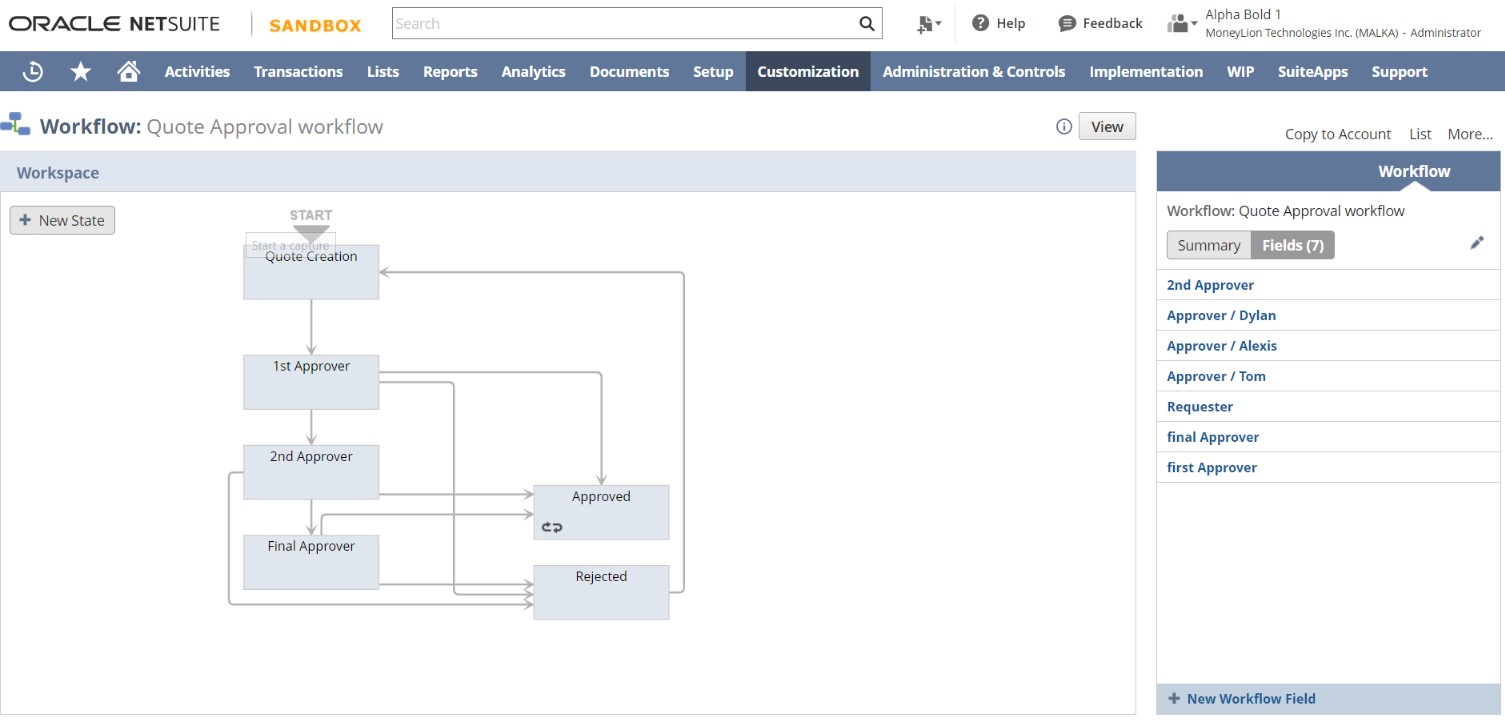 ORACLE NETSUITE
SANDBOX
Search
Help
Feedback
Alpha Bold 1
MoneyLion Technologies Inc. (MALKA) - Administrator
Activities Transactions Lists Reports Analytics Documents Setup Customization Administration & Controls Implementation WIP SuiteApps Support
Workflow: Quote Approval workflow
View
Copy to Account List More...
Workspace
Workflow
New State
START
Start a capture
Quote Creation
1st Approver
2nd Approver
Approved
Final Approver
Rejected
Workflow: Quote Approval workflow
Summary Fields (7)
2nd Approver
Approver / Dylan
Approver / Alexis
Approver / Tom
Requester
final Approver
first Approver
New Workflow Field